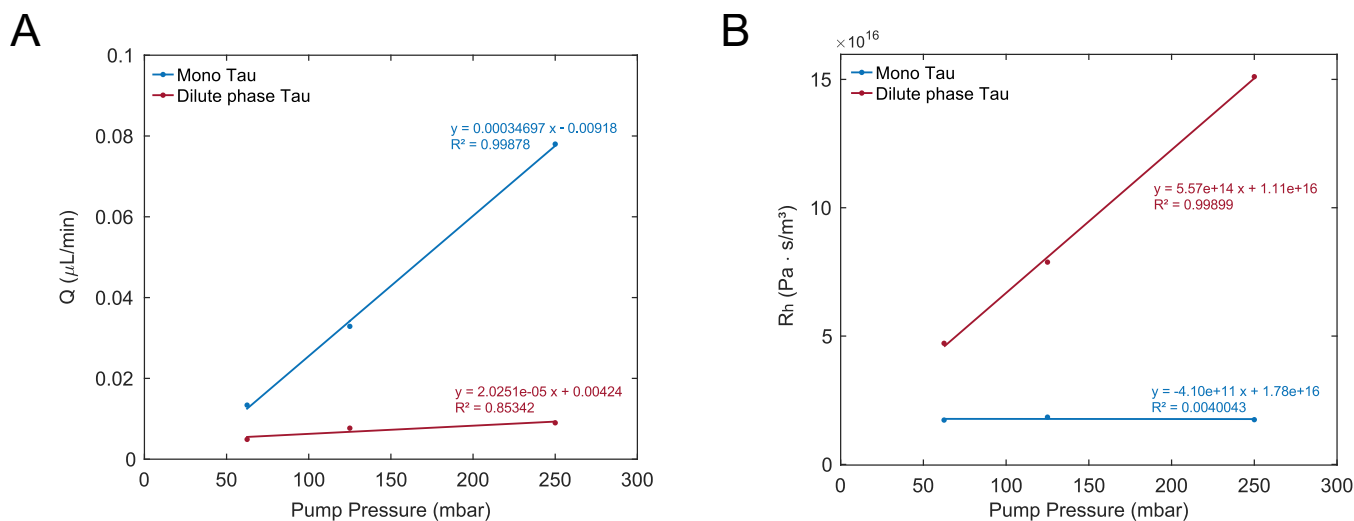 A
0.1
0.08
0.06
0.04
0.02
0
Q (μL/min)
Mono Tau
Dilute phase Tau
y = 0.00034697 x - 0.00918
R² = 0.99878
y = 2.0251e-05 x + 0.00424
R² = 0.85342
0 50 100 150 200 250 300
Pump Pressure (mbar)
B
×10¹⁶
15
10
5
0
Rh (Pa · s/m³)
Mono Tau
Dilute phase Tau
y = 5.57e+14 x + 1.11e+16
R² = 0.99899
y = -4.10e+11 x + 1.78e+16
R² = 0.0040043
0 50 100 150 200 250 300
Pump Pressure (mbar)